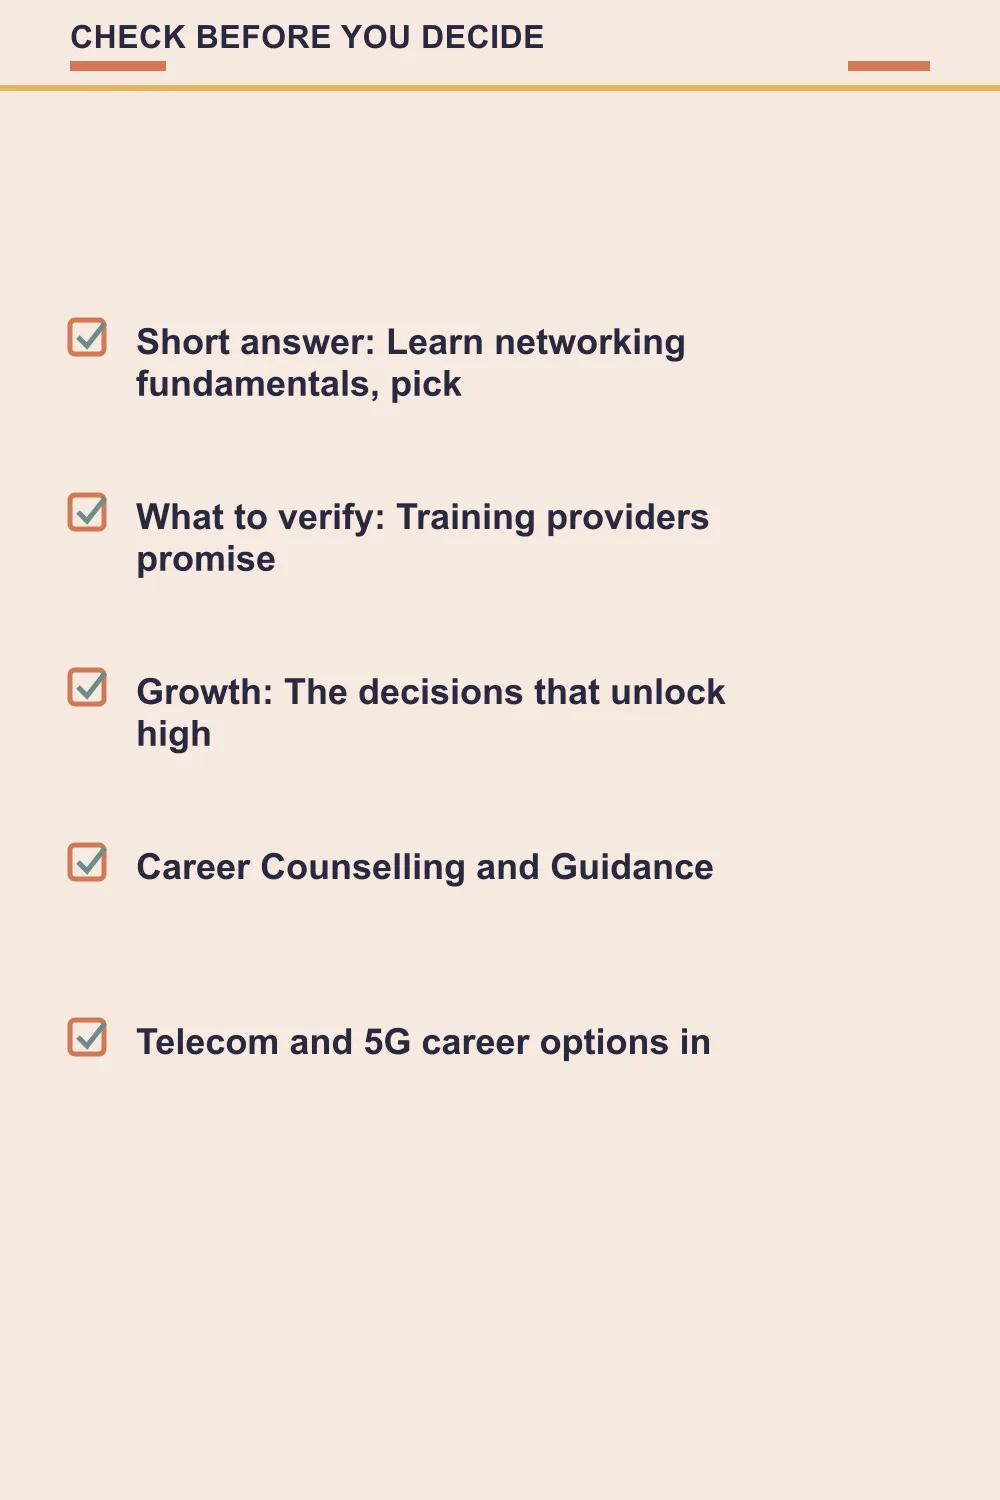 CHECK BEFORE YOU DECIDE
Short answer: Learn networking
fundamentals, pick
What to verify: Training providers
promise
Growth: The decisions that unlock
high
Career Counselling and Guidance
Telecom and 5G career options in